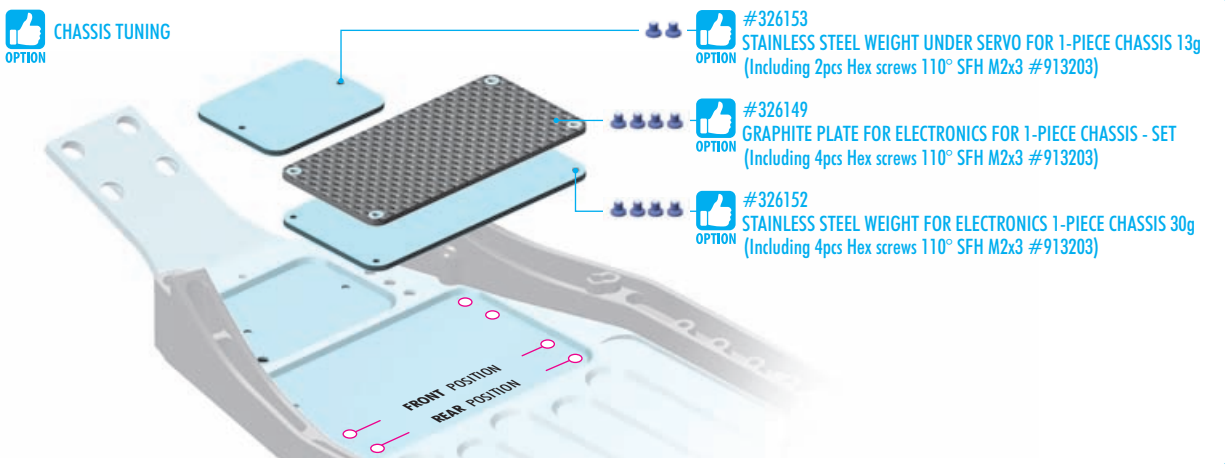 OPTION
CHASSIS TUNING
OPTION
#326153
STAINLESS STEEL WEIGHT UNDER SERVO FOR 1-PIECE CHASSIS 13g
(Including 2pcs Hex screws 110° SFH M2x3 #913203)
OPTION
#326149
GRAPHITE PLATE FOR ELECTRONICS FOR 1-PIECE CHASSIS - SET
(Including 4pcs Hex screws 110° SFH M2x3 #913203)
OPTION
#326152
STAINLESS STEEL WEIGHT FOR ELECTRONICS 1-PIECE CHASSIS 30g
(Including 4pcs Hex screws 110° SFH M2x3 #913203)
FRONT POSITION
REAR POSITION